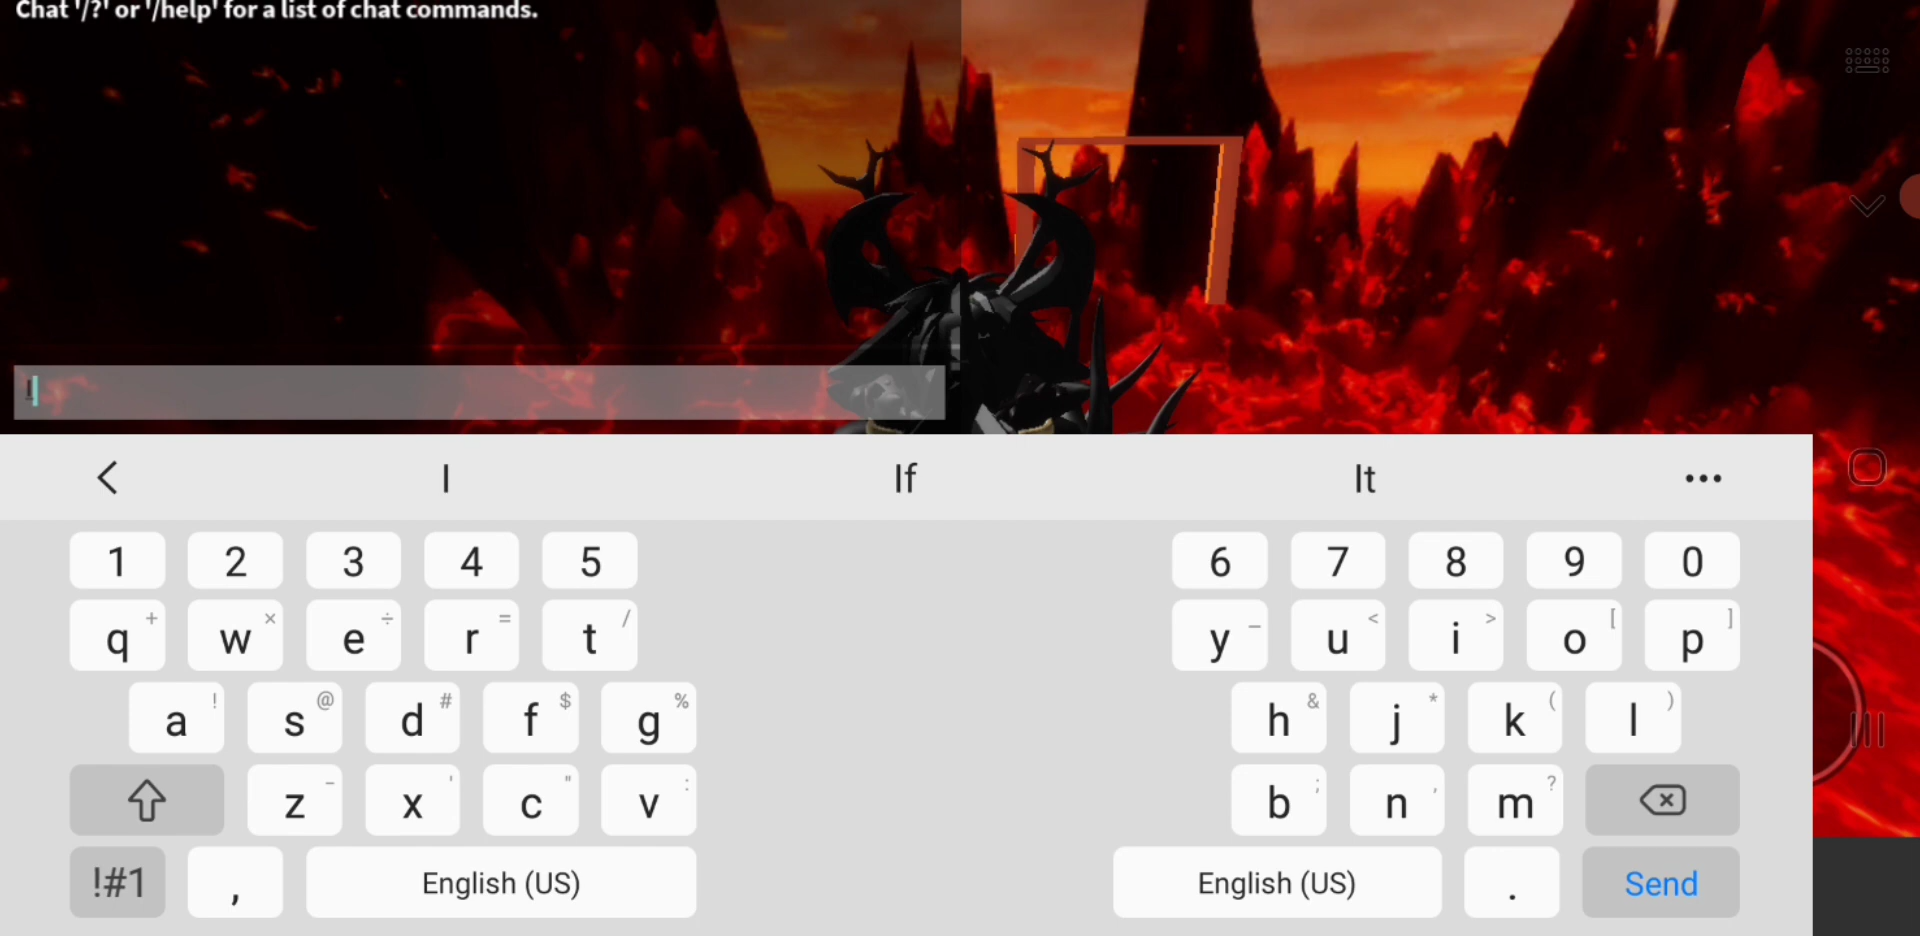 Chat '/?' or '/help' for a list of chat commands.
I
I If It •••
1 2 3 4 5 6 7 8 9 0
q + w × e ÷ r = t / y _ u < i > o [ p ]
a ! s @ d # f $ g % h & j * k ( l )
z - x ' c " v : b ; n , m ?
!#1 , English (US) English (US) . Send